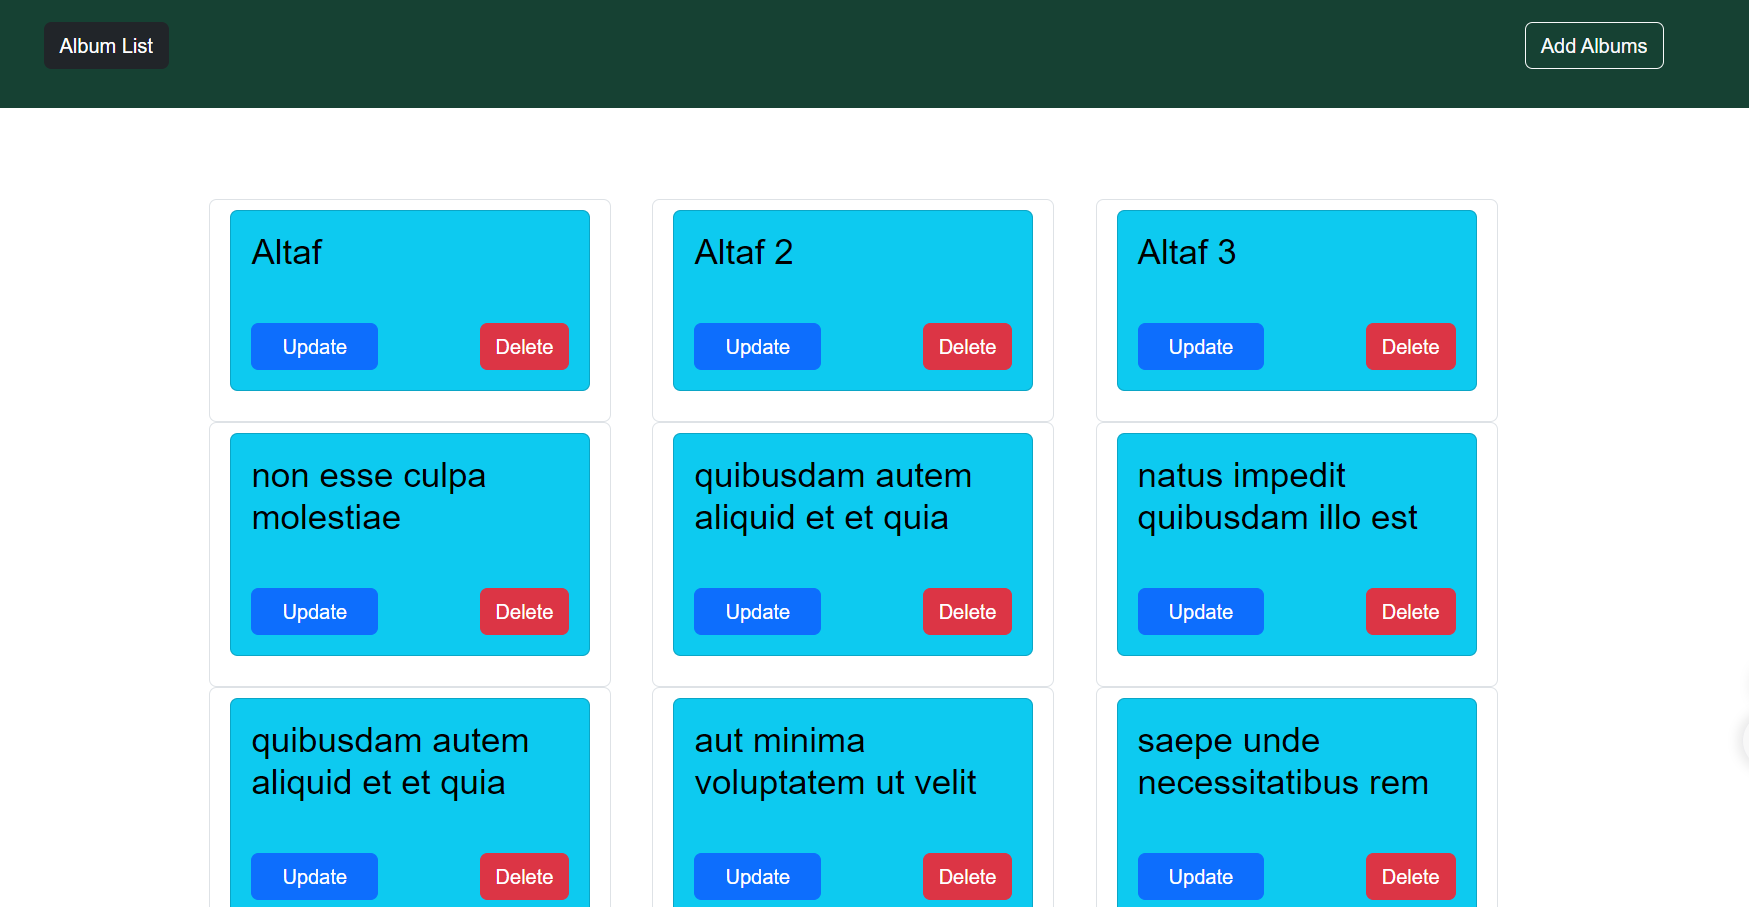 Album List
Add Albums
Altaf
Update
Delete
Altaf 2
Update
Delete
Altaf 3
Update
Delete
non esse culpa
molestiae
Update
Delete
quibusdam autem
aliquid et et quia
Update
Delete
natus impedit
quibusdam illo est
Update
Delete
quibusdam autem
aliquid et et quia
Update
Delete
aut minima
voluptatem ut velit
Update
Delete
saepe unde
necessitatibus rem
Update
Delete